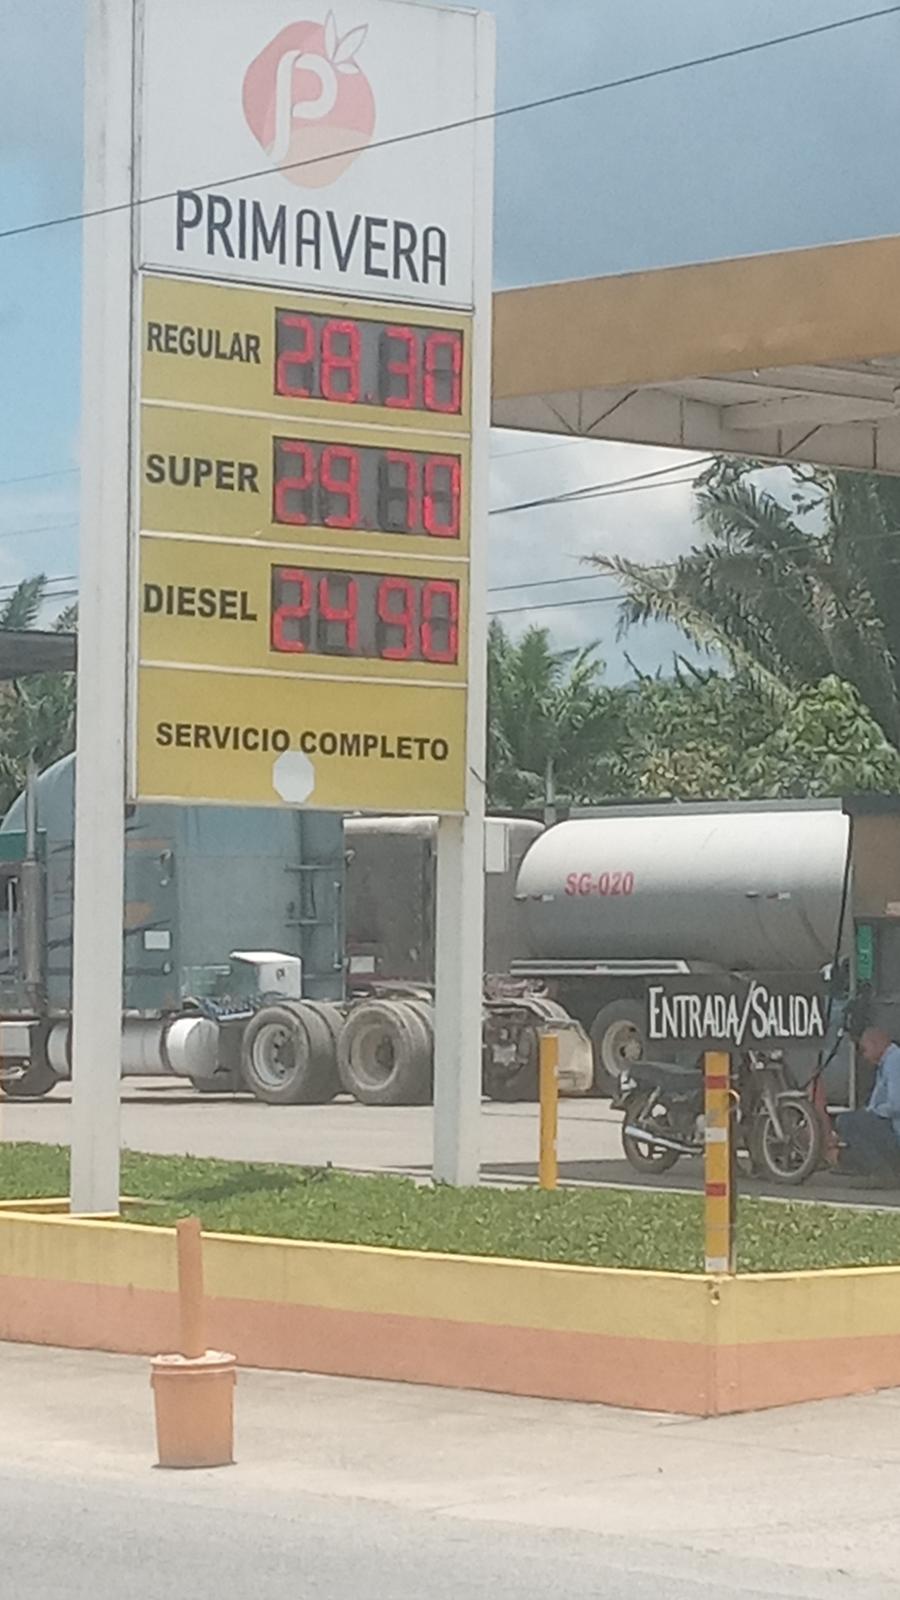 P
PRIMAVERA
REGULAR 28.30
SUPER 29.70
DIESEL 24.90
SERVICIO COMPLETO
SG-020
ENTRADA/SALIDA